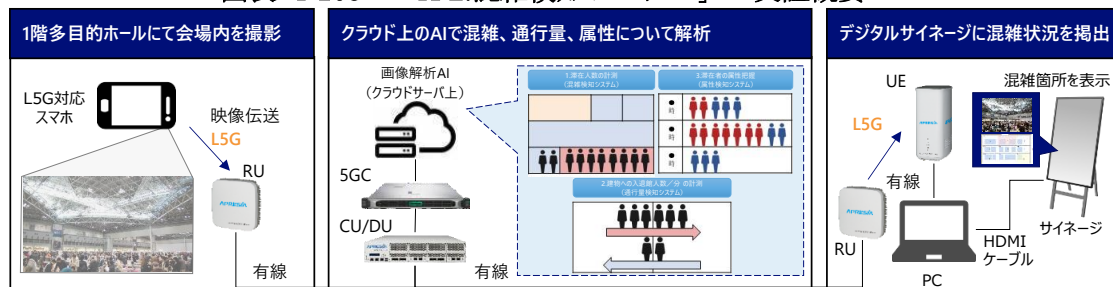 1階多目的ホールにて会場内を撮影
L5G対応
スマホ
映像伝送
L5G
RU
APRESIA
有線
クラウド上のAIで混雑、通行量、属性について解析
画像解析AI
(クラウドサーバ上)
5GC
CU/DU
APRESIA
有線
1.滞在人数の計測
(混雑検知システム)
3.滞在者の属性把握
(属性検知システム)
●時
●時
●時
2.建物への入退館人数/分 の計測
(通行量検知システム)
デジタルサイネージに混雑状況を掲出
UE
混雑箇所を表示
L5G
有線
APRESIA
RU
PC
HDMI
ケーブル
サイネージ